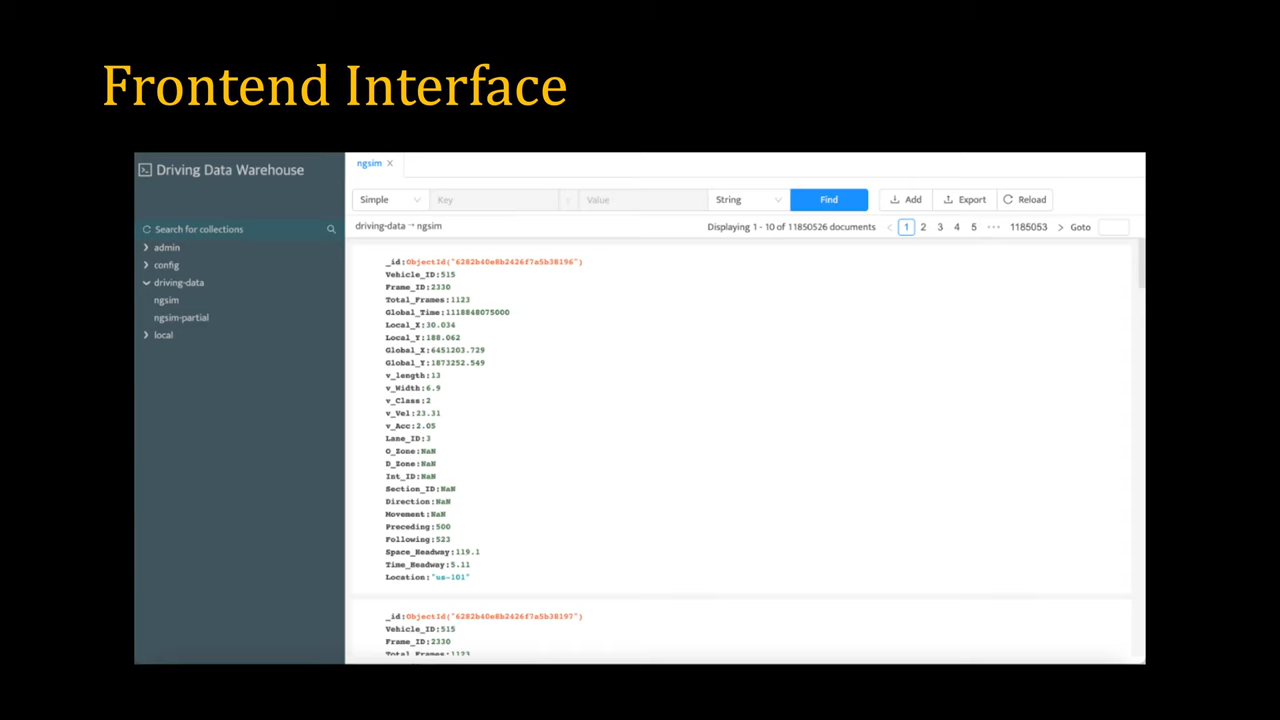 Frontend Interface
Driving Data Warehouse
Search for collections
admin
config
driving-data
ngsim
ngsim-partial
local
ngsim ×
Simple Key : Value String Find Add Export Reload
driving-data → ngsim Displaying 1 - 10 of 11850526 documents < 1 2 3 4 5 ••• 1185053 > Goto
_id:ObjectId("6282b40e8b2426f7a5b38196")
Vehicle_ID:515
Frame_ID:2330
Total_Frames:1123
Global_Time:1118848075000
Local_X:30.034
Local_Y:188.062
Global_X:6451203.729
Global_Y:1873252.549
v_length:13
v_Width:6.9
v_Class:2
v_Vel:23.31
v_Acc:2.05
Lane_ID:3
O_Zone:NaN
D_Zone:NaN
Int_ID:NaN
Section_ID:NaN
Direction:NaN
Movement:NaN
Preceding:500
Following:523
Space_Headway:119.1
Time_Headway:5.11
Location:"us-101"
_id:ObjectId("6282b40e8b2426f7a5b38197")
Vehicle_ID:515
Frame_ID:2330
Total_Frames:1123